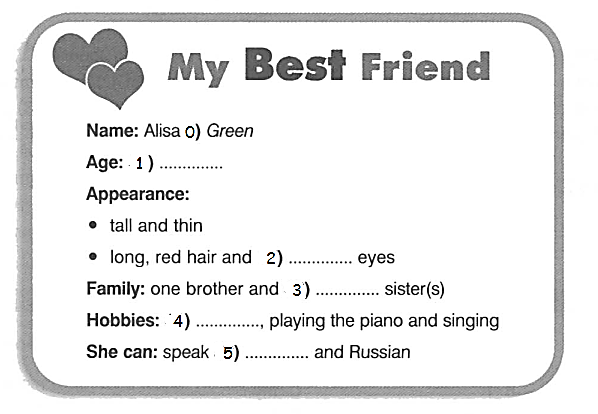 My Best Friend
Name: Alisa 0) Green
Age: 1) ..............
Appearance:
• tall and thin
• long, red hair and 2) .............. eyes
Family: one brother and 3) .............. sister(s)
Hobbies: 4) .............., playing the piano and singing
She can: speak 5) .............. and Russian